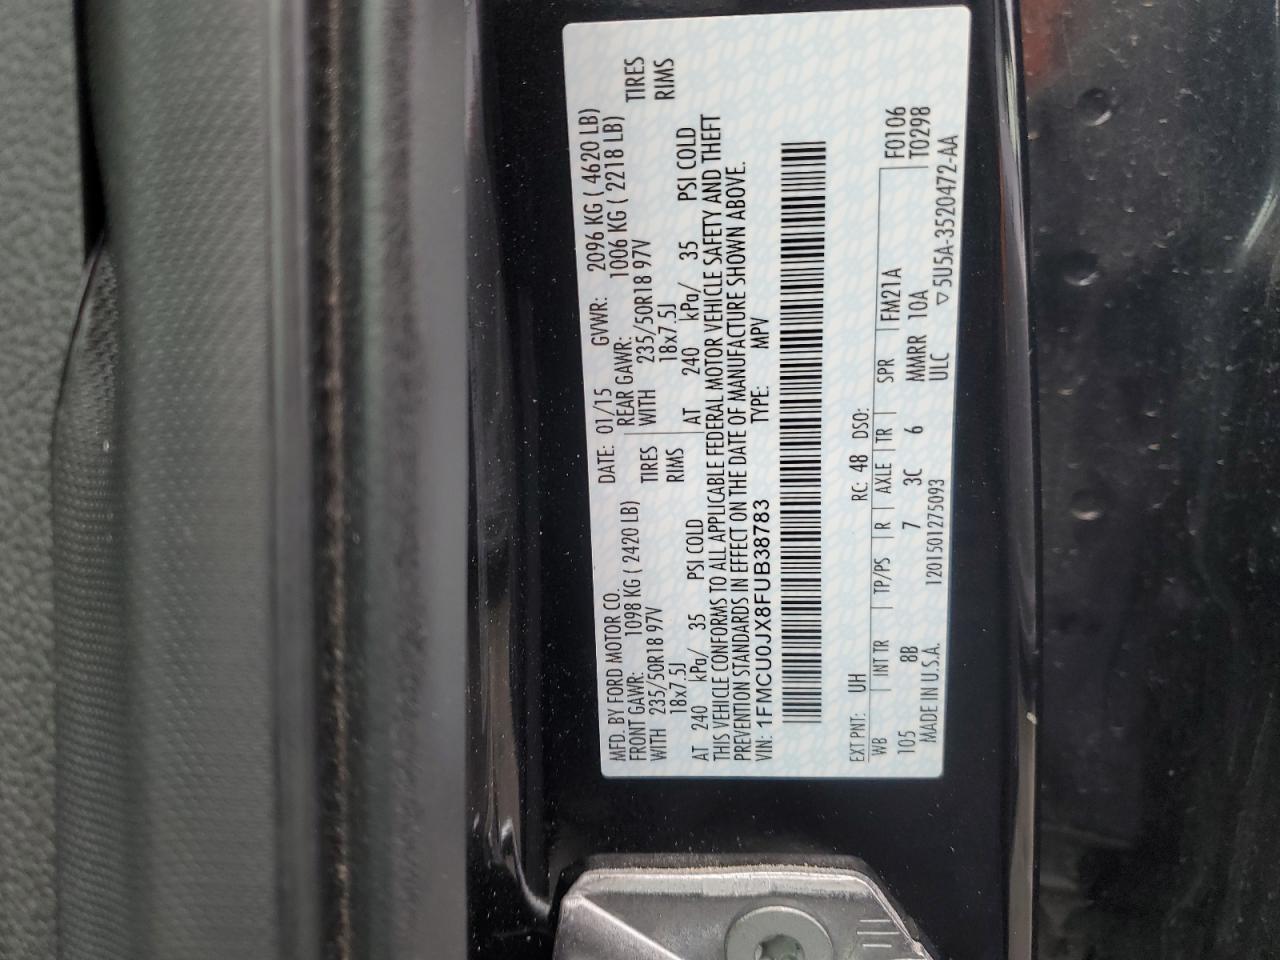 MFD. BY FORD MOTOR CO.
DATE: 01/15 GVWR: 2096 KG ( 4620 LB)
FRONT GAWR: 1098 KG ( 2420 LB)
REAR GAWR: 1006 KG ( 2218 LB)
WITH 235/50R18 97V TIRES
WITH 235/50R18 97V TIRES
18x7.5J RIMS
18x7.5J RIMS
AT 240 kPa/ 35 PSI COLD
AT 240 kPa/ 35 PSI COLD
THIS VEHICLE CONFORMS TO ALL APPLICABLE FEDERAL MOTOR VEHICLE SAFETY AND THEFT
PREVENTION STANDARDS IN EFFECT ON THE DATE OF MANUFACTURE SHOWN ABOVE.
VIN: 1FMCU0JX8FUB38783 TYPE: MPV
EXT PNT: UH RC: 48 DSO:
WB INT TR TP/PS R AXLE TR SPR FM21A F0106
105 8B 7 3C 6 MMRR 10A T0298
ULC
MADE IN U.S.A. 1201501275093 ▽5U5A-3520472-AA